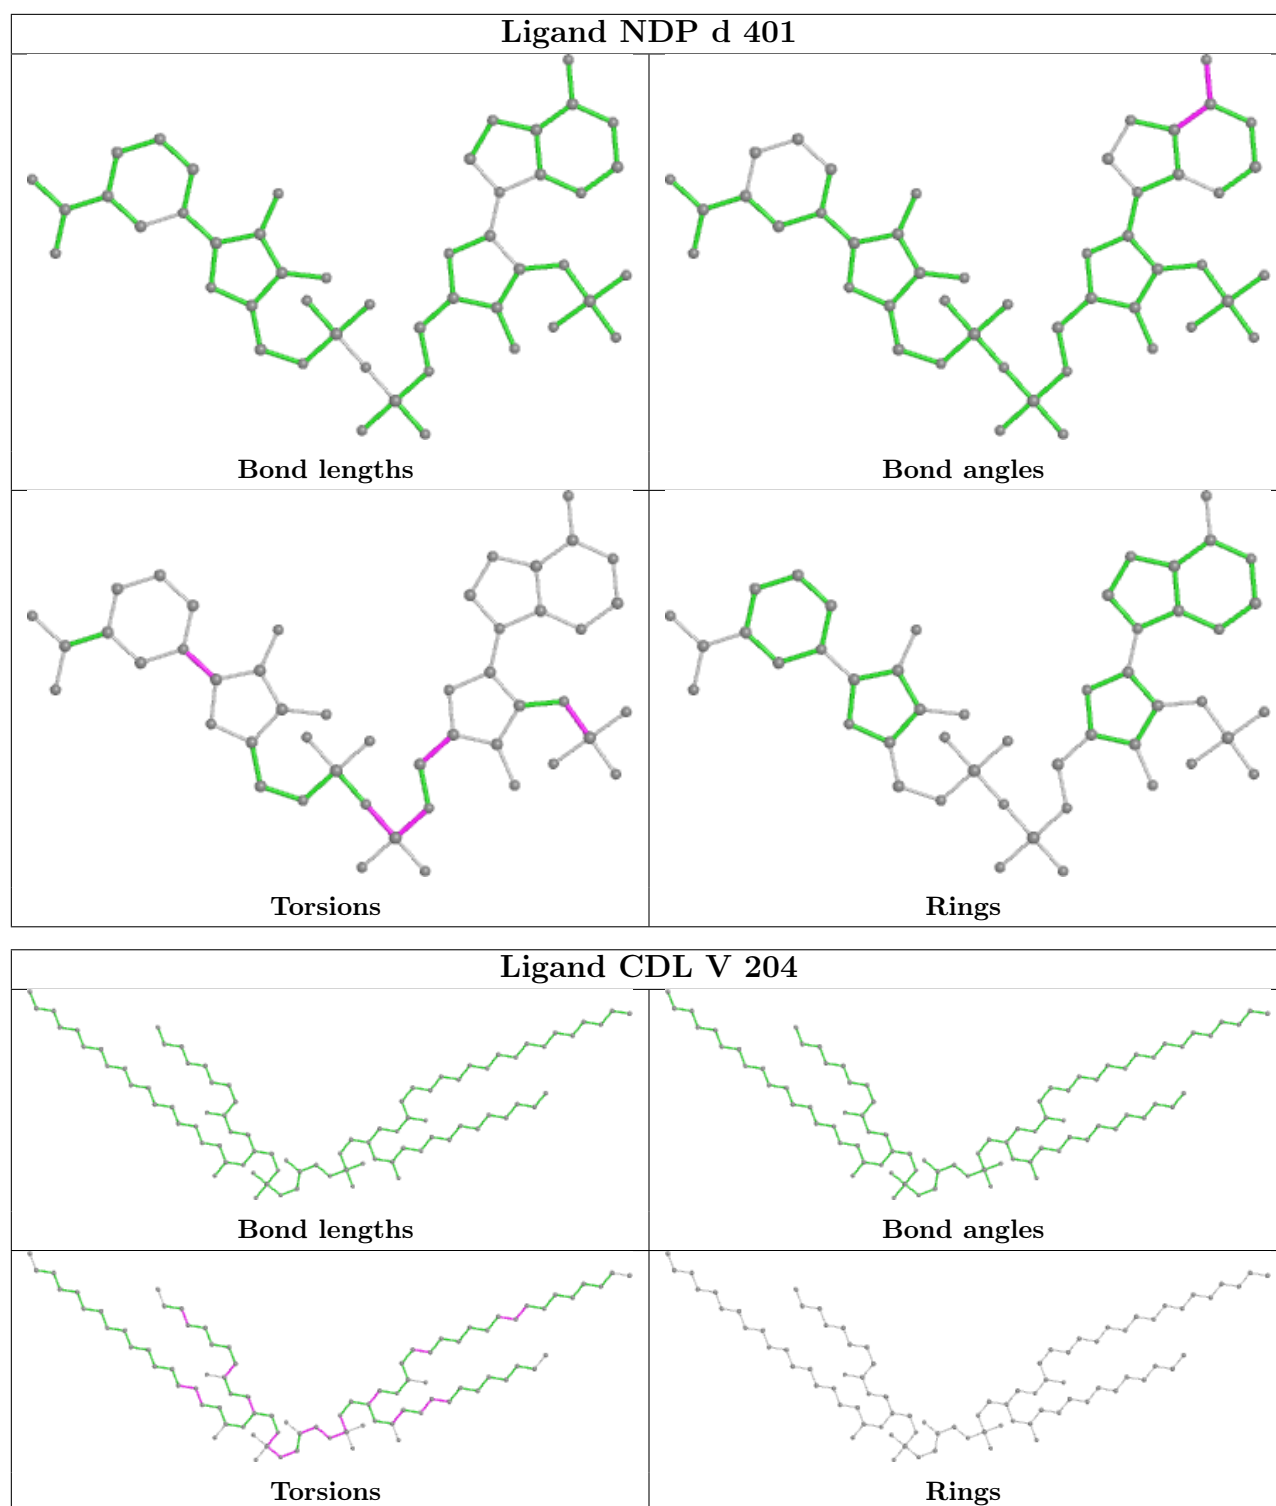 Ligand NDP d 401
Bond lengths
Bond angles
Torsions
Rings
Ligand CDL V 204
Bond lengths
Bond angles
Torsions
Rings